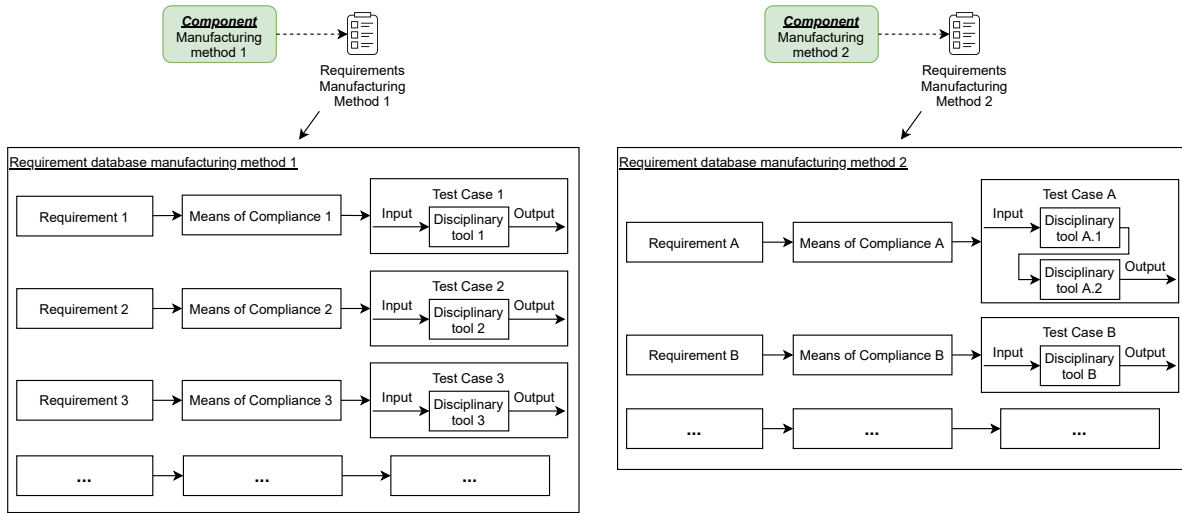 Component
Manufacturing
method 1
Requirements
Manufacturing
Method 1
Requirement database manufacturing method 1
Requirement 1
Means of Compliance 1
Test Case 1
Input
Disciplinary
tool 1
Output
Requirement 2
Means of Compliance 2
Test Case 2
Input
Disciplinary
tool 2
Output
Requirement 3
Means of Compliance 3
Test Case 3
Input
Disciplinary
tool 3
Output
...
...
...
Component
Manufacturing
method 2
Requirements
Manufacturing
Method 2
Requirement database manufacturing method 2
Requirement A
Means of Compliance A
Test Case A
Input
Disciplinary
tool A.1
Disciplinary
tool A.2
Output
Requirement B
Means of Compliance B
Test Case B
Input
Disciplinary
tool B
Output
...
...
...